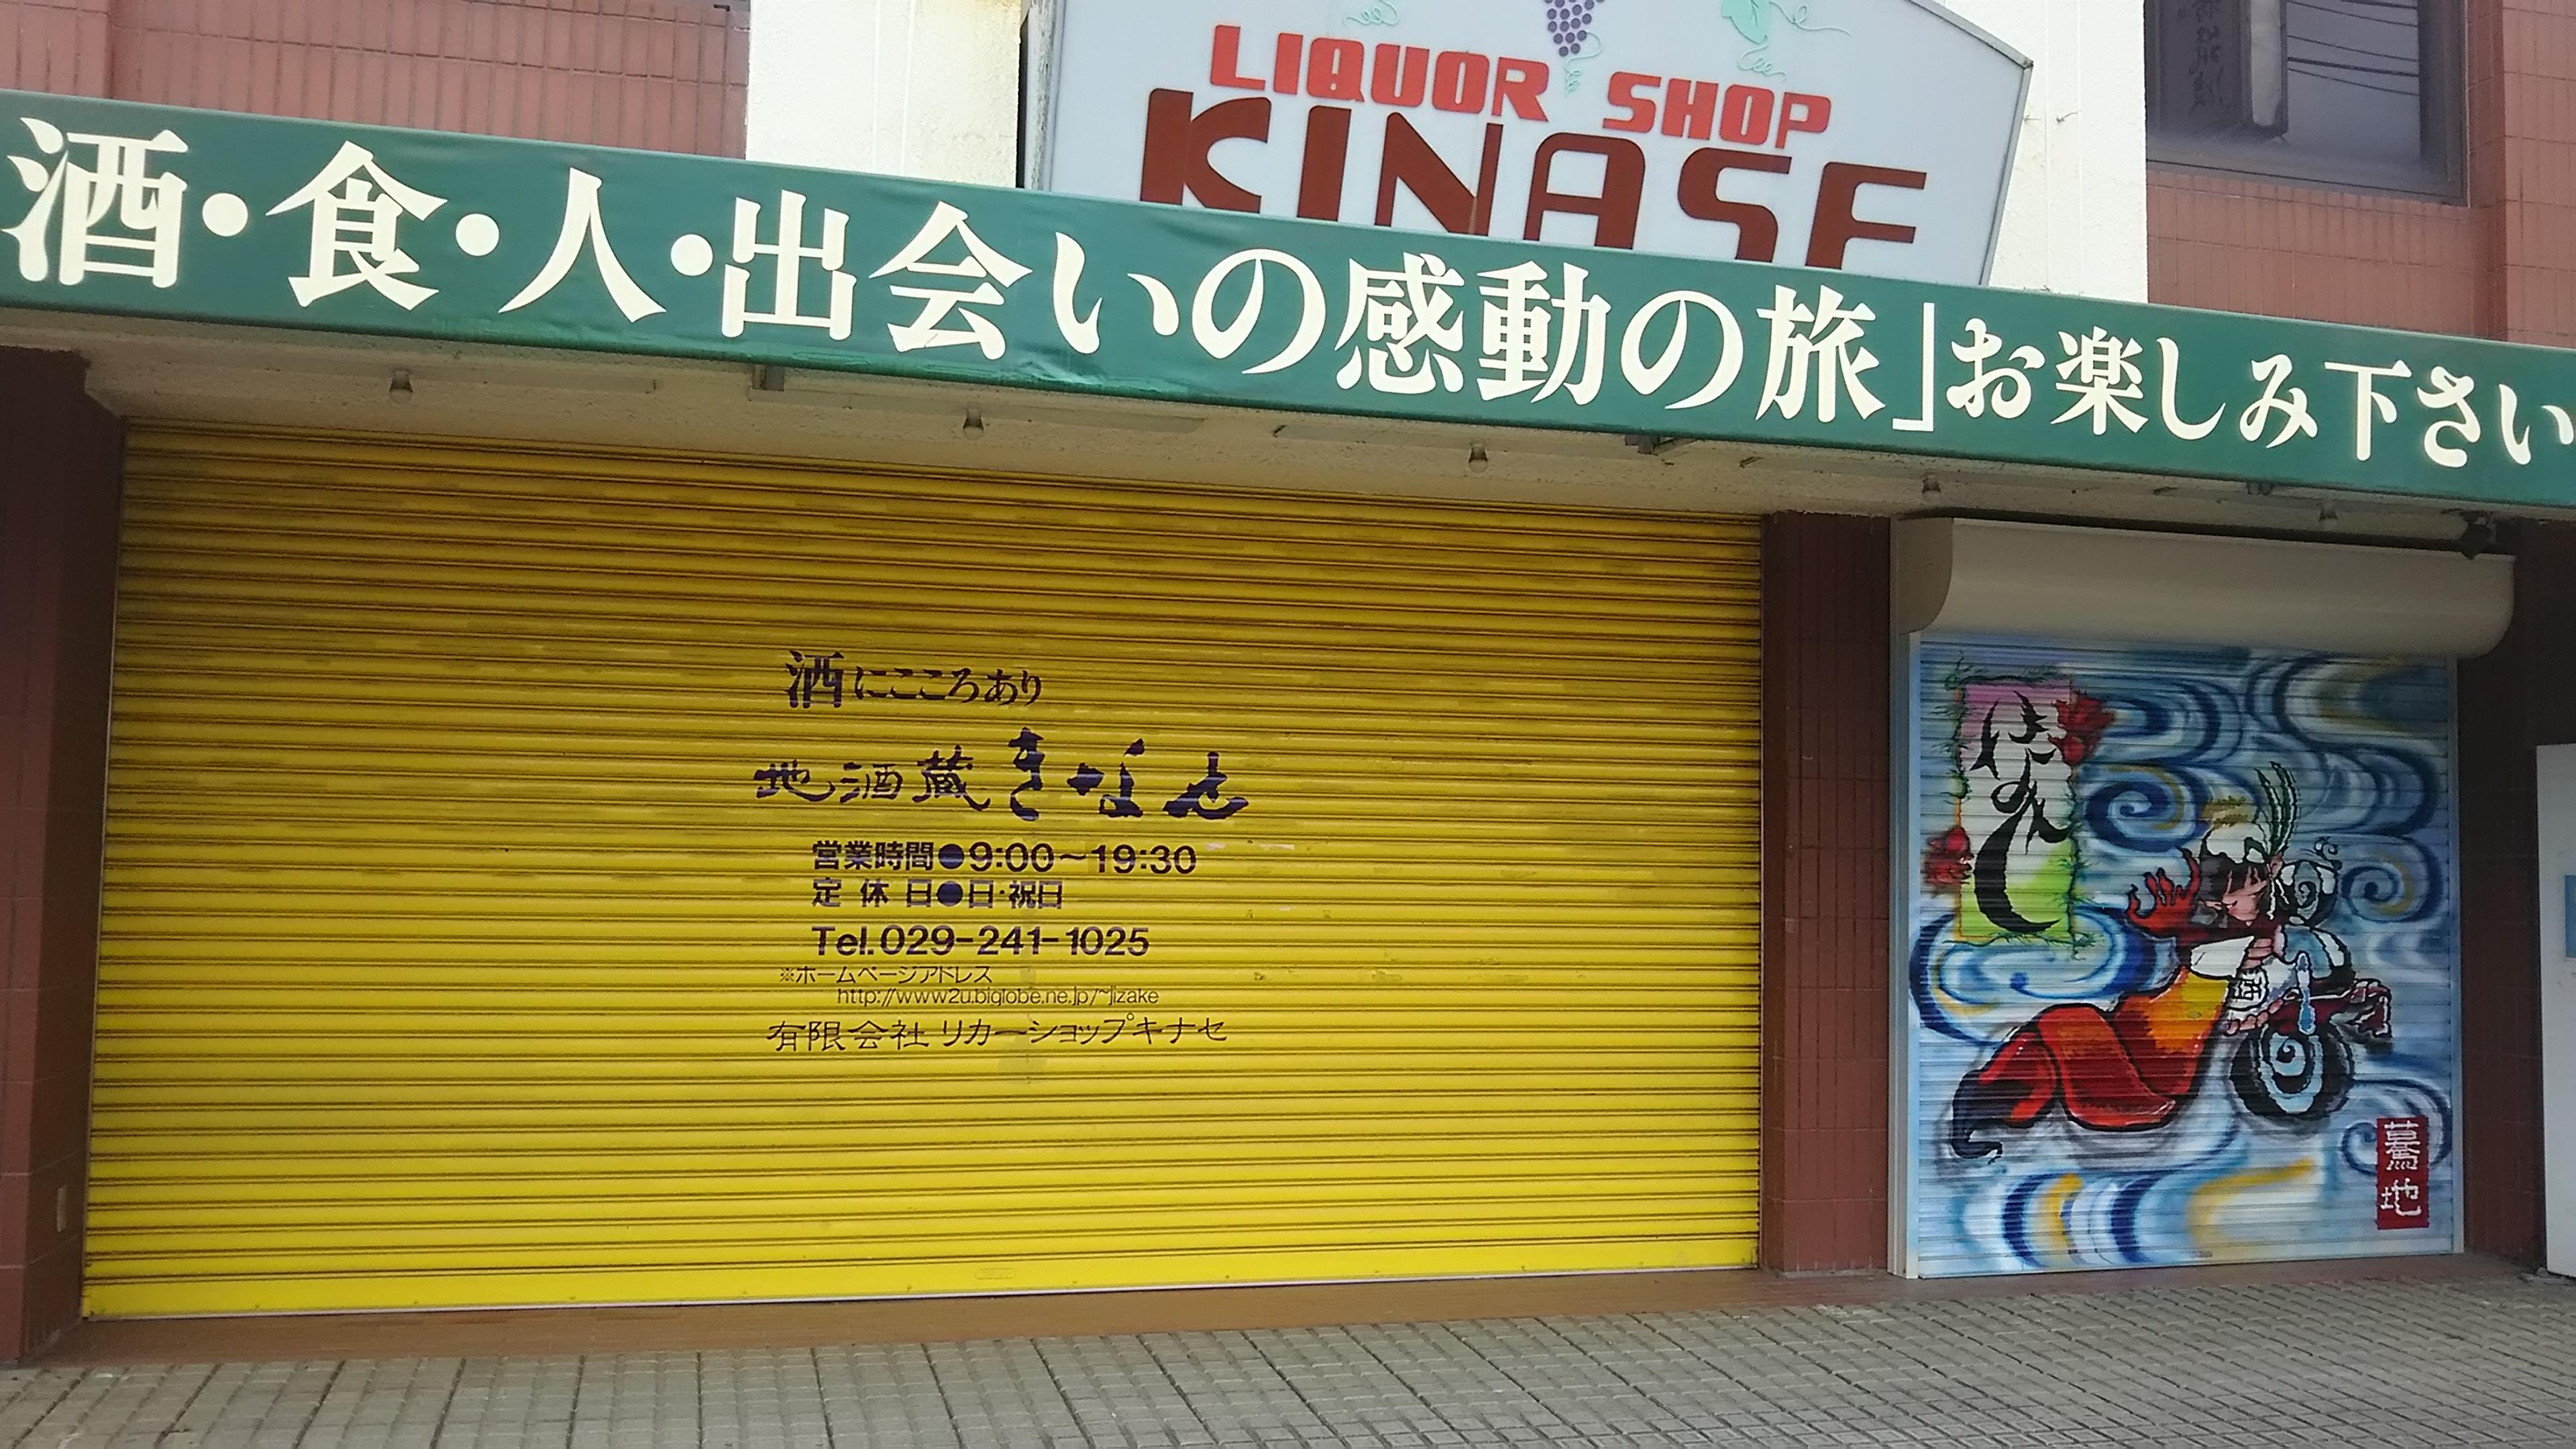 LIQUOR SHOP
KINASE
酒・食・人・出会いの感動の旅」お楽しみ下さい
酒にこころあり
地酒蔵きなせ
営業時間●9:00～19:30
定休日●日・祝日
Tel.029-241-1025
※ホームページアドレス
http://www2u.biglobe.ne.jp/~jizake
有限会社リカーショップキナセ
酒
驀地